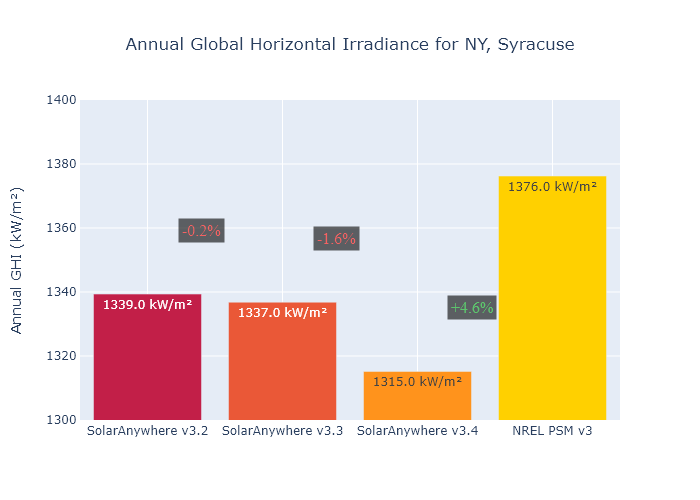 Annual Global Horizontal Irradiance for NY, Syracuse
Annual GHI (kW/m²)
1400
1380
1360
1340
1320
1300
-0.2%
-1.6%
+4.6%
1339.0 kW/m²
1337.0 kW/m²
1315.0 kW/m²
1376.0 kW/m²
SolarAnywhere v3.2
SolarAnywhere v3.3
SolarAnywhere v3.4
NREL PSM v3